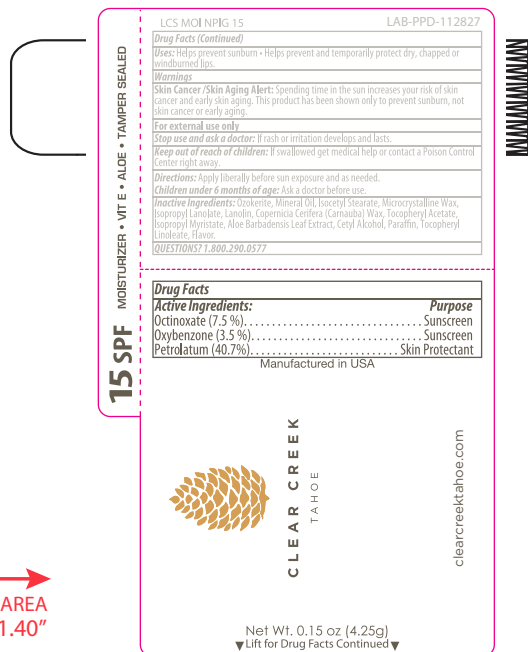 LCS MOI NPIG 15
LAB-PPD-112827
Drug Facts (Continued)
Uses: Helps prevent sunburn • Helps prevent and temporarily protect dry, chapped or
windburned lips.
Warnings
Skin Cancer /Skin Aging Alert: Spending time in the sun increases your risk of skin
cancer and early skin aging. This product has been shown only to prevent sunburn, not
skin cancer or early aging.
For external use only
Stop use and ask a doctor: If rash or irritation develops and lasts.
Keep out of reach of children: If swallowed get medical help or contact a Poison Control
Center right away.
Directions: Apply liberally before sun exposure and as needed.
Children under 6 months of age: Ask a doctor before use.
Inactive Ingredients: Ozokerite, Mineral Oil, Isocetyl Stearate, Microcrystalline Wax,
Isopropyl Lanolate, Lanolin, Copernicia Cerifera (Carnauba) Wax, Tocopheryl Acetate,
Isopropyl Myristate, Aloe Barbadensis Leaf Extract, Cetyl Alcohol, Paraffin, Tocopheryl
Linoleate, Flavor.
QUESTIONS? 1.800.290.0577
15 SPF MOISTURIZER • VIT E • ALOE • TAMPER SEALED
Drug Facts
Active Ingredients: Purpose
Octinoxate (7.5 %). . . . . . . . . . . . . . . . . . . . . . . . . . . . . . Sunscreen
Oxybenzone (3.5 %). . . . . . . . . . . . . . . . . . . . . . . . . . . . . Sunscreen
Petrolatum (40.7%). . . . . . . . . . . . . . . . . . . . . . . . . Skin Protectant
Manufactured in USA
CLEAR CREEK
TAHOE
clearcreektahoe.com
Net Wt. 0.15 oz (4.25g)
▼Lift for Drug Facts Continued▼
AREA
1.40”